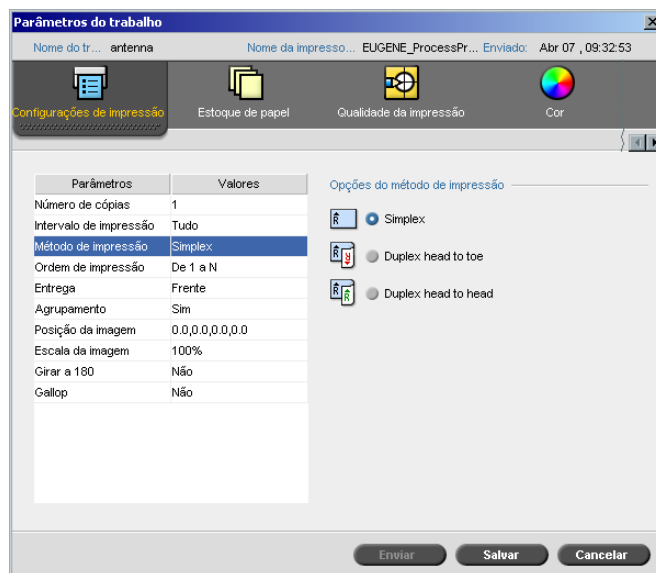 Parâmetros do trabalho
Nome do tr... antenna Nome da impresso... EUGENE_ProcessPr... Enviado: Abr 07 , 09:32:53
Configurações de impressão Estoque de papel Qualidade da impressão Cor
Parâmetros Valores Opções do método de impressão
Número de cópias 1
Intervalo de impressão Tudo
Método de impressão Simplex
Ordem de impressão De 1 a N
Entrega Frente
Agrupamento Sim
Posição da imagem 0.0,0.0,0.0,0.0
Escala da imagem 100%
Girar a 180 Não
Gallop Não
R Simplex
R R Duplex head to toe
R R Duplex head to head
Enviar Salvar Cancelar